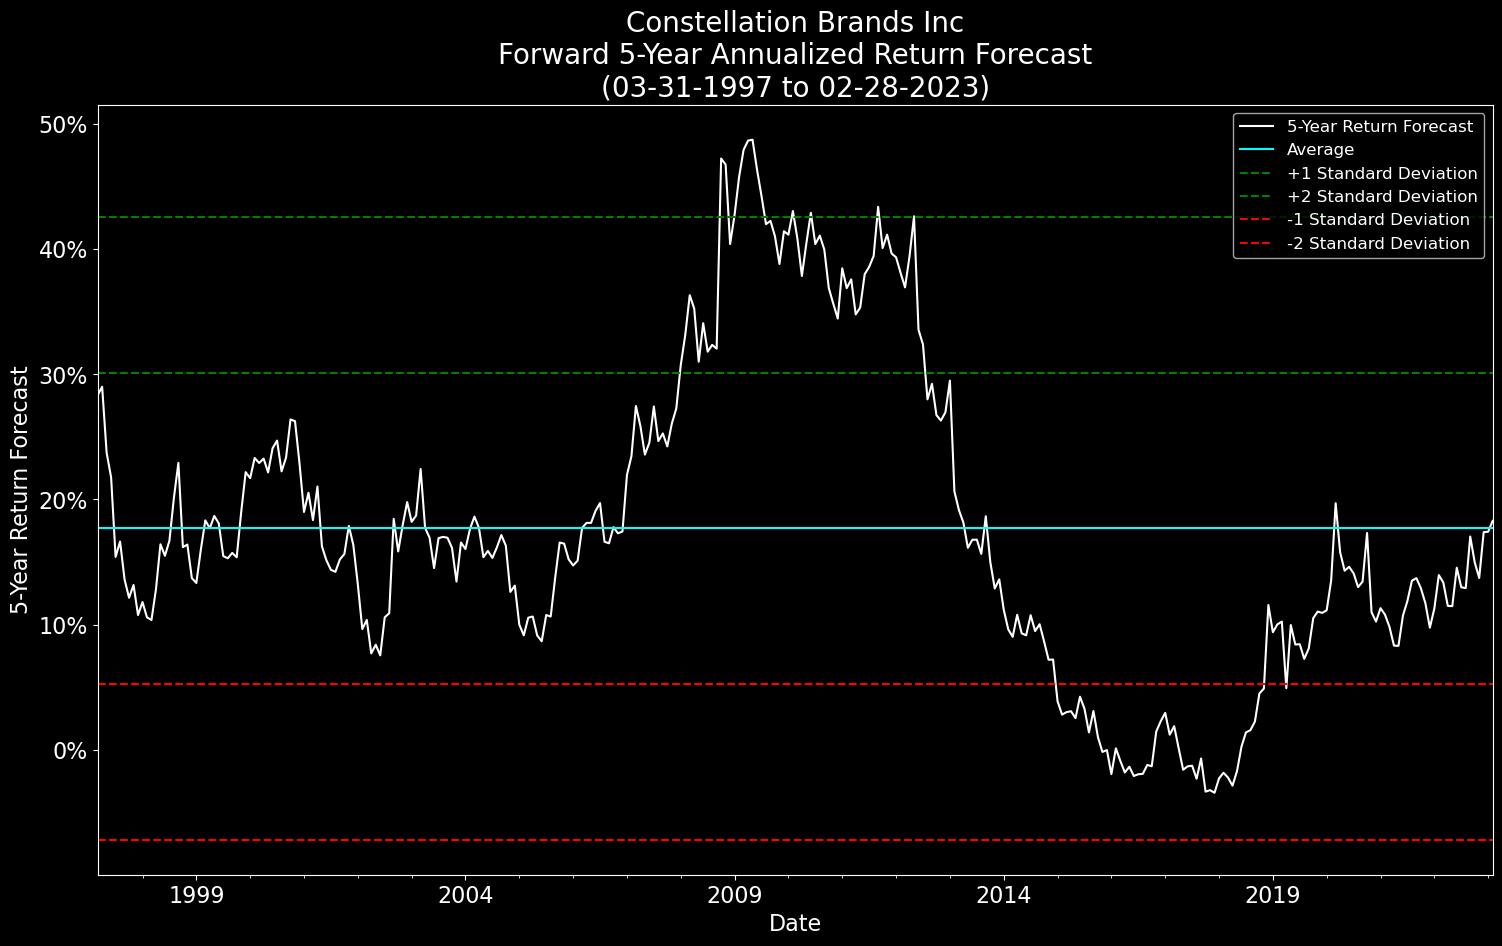 Constellation Brands Inc
Forward 5-Year Annualized Return Forecast
(03-31-1997 to 02-28-2023)
5-Year Return Forecast
Average
+1 Standard Deviation
+2 Standard Deviation
-1 Standard Deviation
-2 Standard Deviation
50%
40%
30%
20%
10%
0%
5-Year Return Forecast
1999
2004
2009
2014
2019
Date